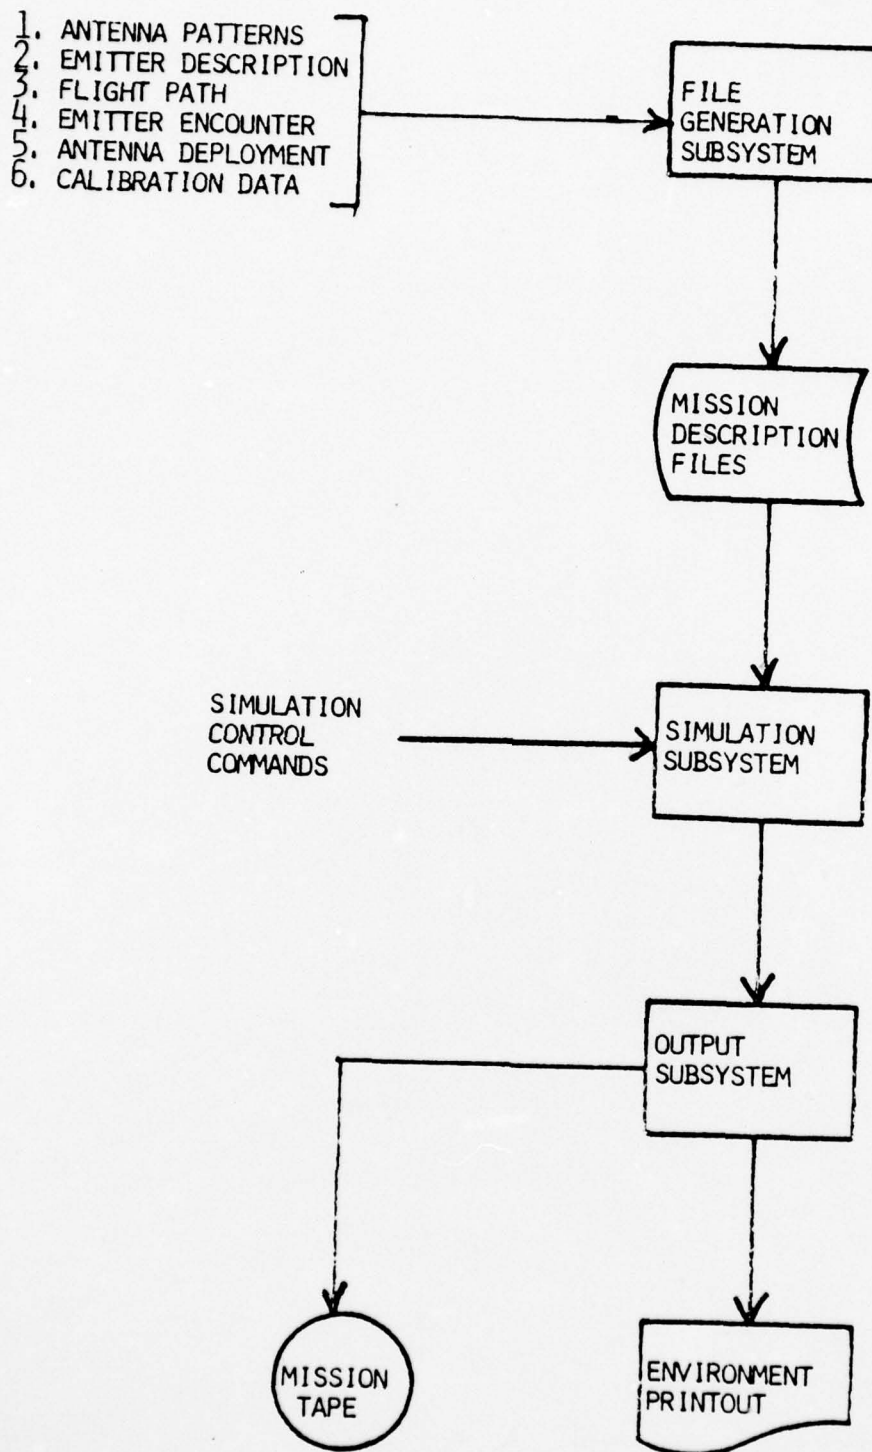 1. ANTENNA PATTERNS
2. EMITTER DESCRIPTION
3. FLIGHT PATH
4. EMITTER ENCOUNTER
5. ANTENNA DEPLOYMENT
6. CALIBRATION DATA
FILE
GENERATION
SUBSYSTEM
MISSION
DESCRIPTION
FILES
SIMULATION
CONTROL
COMMANDS
SIMULATION
SUBSYSTEM
OUTPUT
SUBSYSTEM
MISSION
TAPE
ENVIRONMENT
PRINTOUT